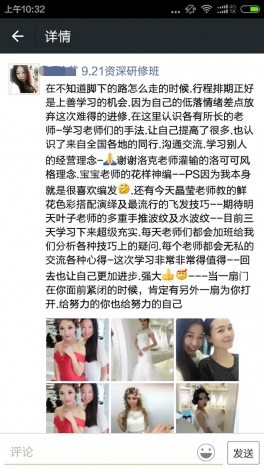 上午10:32
详情
9.21资深研修班
在不知道脚下的路怎么走的时候,行程排期正好
是上善学习的机会,因为自己的低落情绪差点放
弃这次难得的进修,在这里认识各有所长的老
师–学习老师们的手法,让自己提高了很多,也认
识了来自全国各地的同行,沟通交流,学习别人
的经营理念–谢谢洛克老师灌输的洛可可风
格理念,宝宝老师的花样神编––PS因为我本身
就是很喜欢编发,还有今天晶莹老师教的鲜
花色彩搭配演绎及最流行的飞发技巧––期待明
天叶子老师的多重手推波纹及水波纹––目前三
天学习下来超级充实,每天老师们都会加班给我
们分析各种技巧上的疑问,每个老师都会无私的
交流各种心得–这次学习非常非常得值得––回
去也让自己更加进步,强大–––当一扇门
在你面前紧闭的时候，肯定有另外一扇为你打
开,给努力的你也给努力的自己
评论
发送